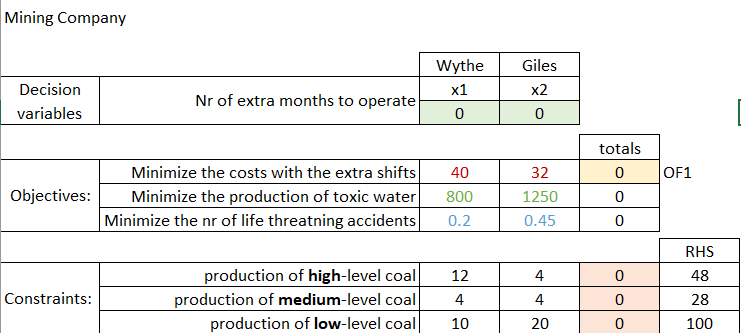 Mining Company
Wythe Giles
Decision variables Nr of extra months to operate x1 x2
0 0
totals
Objectives: Minimize the costs with the extra shifts 40 32 0 OF1
Minimize the production of toxic water 800 1250 0
Minimize the nr of life threatning accidents 0.2 0.45 0
RHS
Constraints: production of high-level coal 12 4 0 48
production of medium-level coal 4 4 0 28
production of low-level coal 10 20 0 100